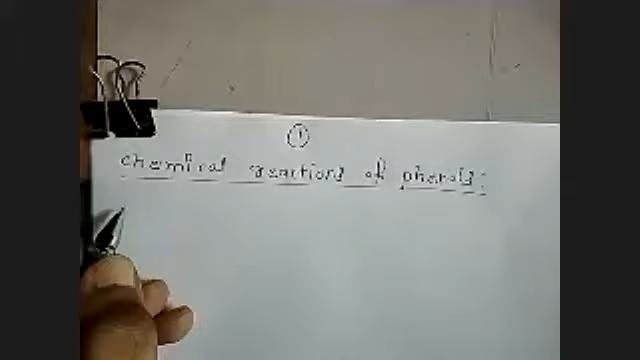 ①
chemical reactions of phenols: